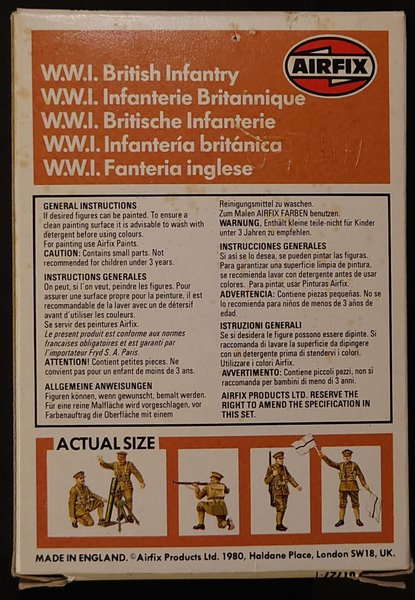 AIRFIX
W.W.I. British Infantry
W.W.I. Infanterie Britannique
W.W.I. Britische Infanterie
W.W.I. Infantería británica
W.W.I. Fanteria inglese
GENERAL INSTRUCTIONS
If desired figures can be painted. To ensure a
clean painting surface it is advisable to wash with
detergent before using colours.
For painting use Airfix Paints.
CAUTION: Contains small parts. Not
recommended for children under 3 years.
INSTRUCTIONS GENERALES
On peut, si l´on veut, peindre les figures. Pour
assurer une surface propre pour la peinture, il est
recommandable de la laver avec un de détersif
avant d´utiliser les couleurs.
Se servir des peintures Airfix.
Le present produit est conforme aux normes
francaises obligatoires et est garanti par
l´importateur Fryd S. A. Paris.
ATTENTION! Contient petites pieces. Ne
convient pas pour un enfant de moins de 3 ans.
ALLGEMEINE ANWEISUNGEN
Figuren können, wenn gewunscht, bemalt werden.
Für eine reine Malfläche wird vorgeschlagen, vor
Farbenauftrag die Oberfläche mit einem
Reinigungsmittel zu waschen.
Zum Malen AIRFIX FARBEN benutzen.
WARNUNG, Enthält kleine teile-nicht für Kinder
unter 3 Jahren zu empfehlen.
INSTRUCCIONES GENERALES
Si asi se lo desea, se pueden pintar las figuras.
Para garantizar una superficie limpia de pintura,
se recomienda lavar con detergente antes de usar
colores. Para pintar, usar Pinturas Airfix.
ADVERTENCIA: Contiene piezas pequeñas. No se
lo recomienda para niños de menos de 3 años de
edad.
ISTRUZIONI GENERALI
Se si desidera le figure possono essere dipinte. Si
raccomanda di lavare la superficie da dipingere
con un detergente prima di stendervi i colori.
Utilizzare i colori Airfix.
AVVERTIMENTO: Contiene piccoli pezzi, non si
raccomanda per bambini di meno di 3 anni.
AIRFIX PRODUCTS LTD. RESERVE THE
RIGHT TO AMEND THE SPECIFICATION IN
THIS SET.
ACTUAL SIZE
MADE IN ENGLAND. ©Airfix Products Ltd. 1980, Haldane Place, London SW18, UK.